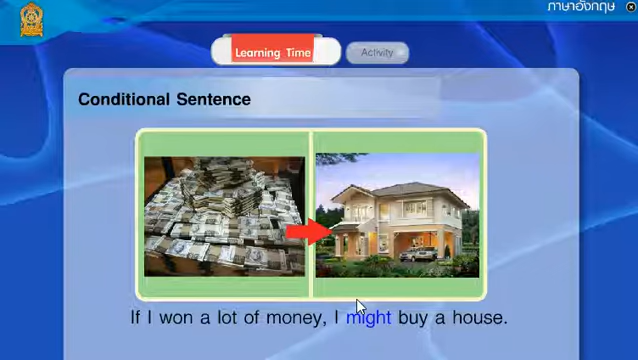 ภาษาอังกฤษ
Learning Time
Activity
Conditional Sentence
If I won a lot of money, I might buy a house.